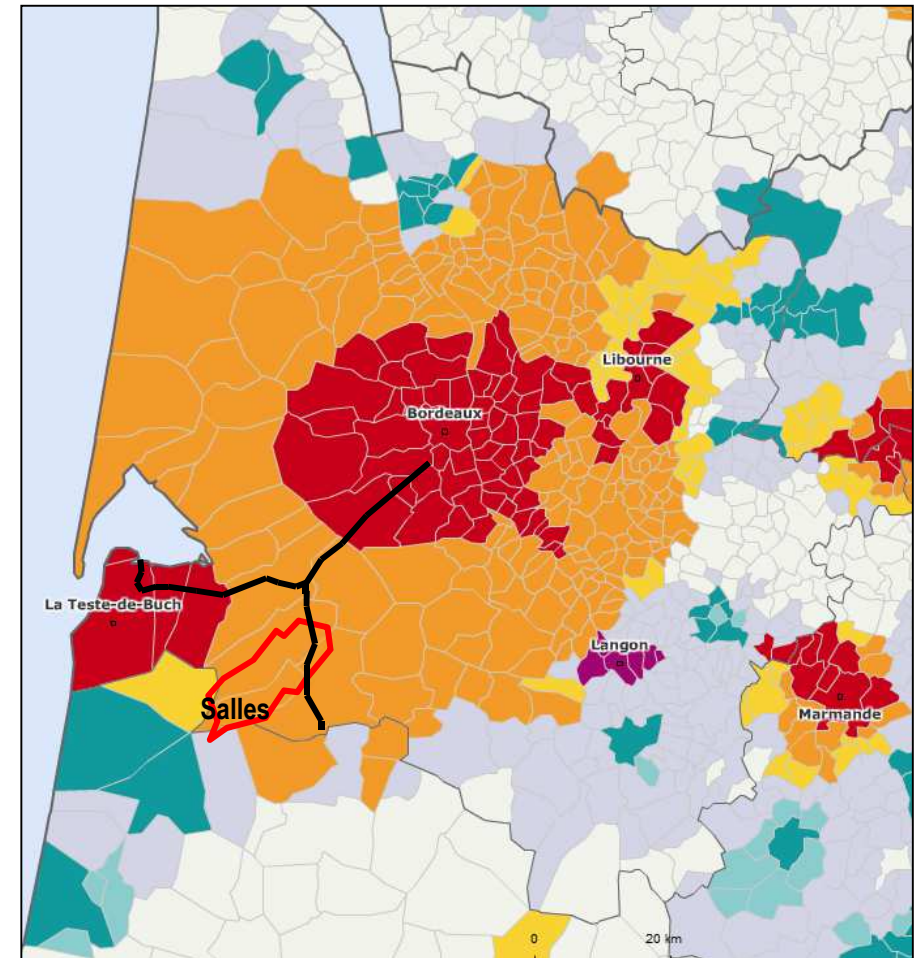 Libourne
Bordeaux
La Teste-de-Buch
Langon
Salles
Marmande
0 20 km